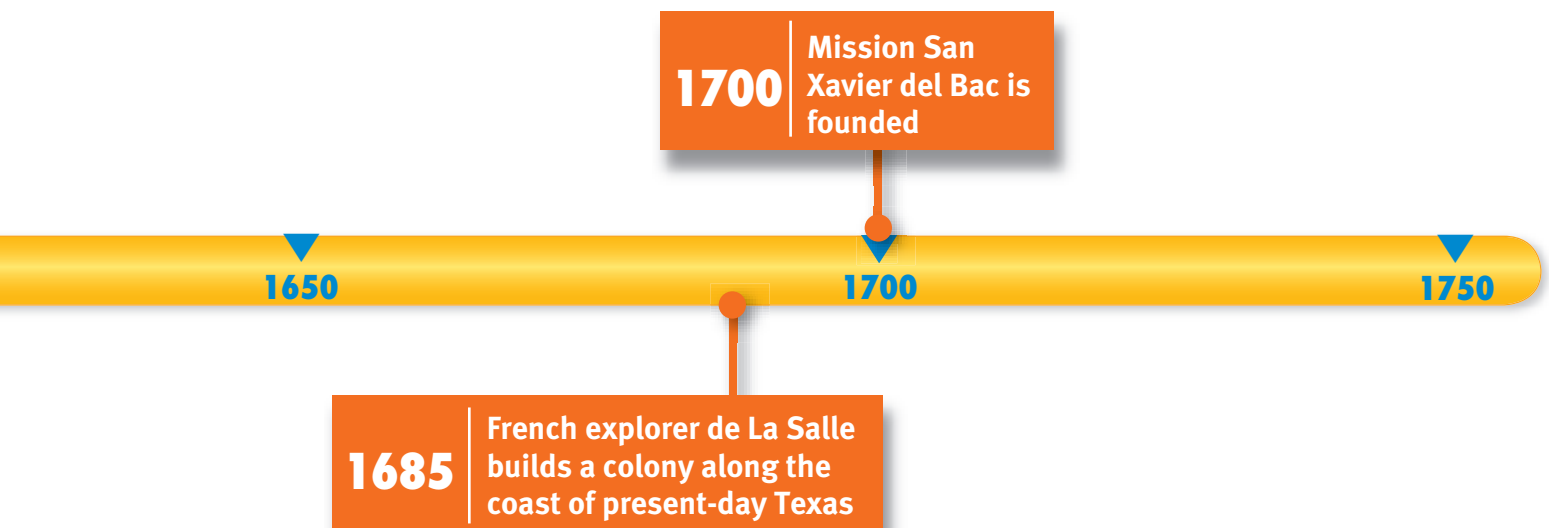 1700
Mission San
Xavier del Bac is
founded
1650
1700
1750
1685
French explorer de La Salle
builds a colony along the
coast of present-day Texas